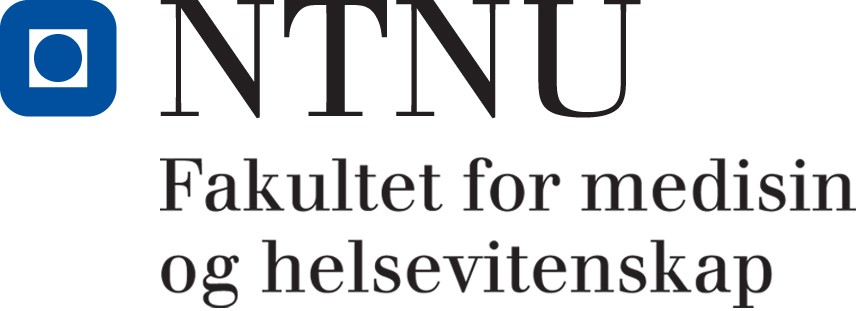 NTNU
Fakultet for medisin
og helsevitenskap